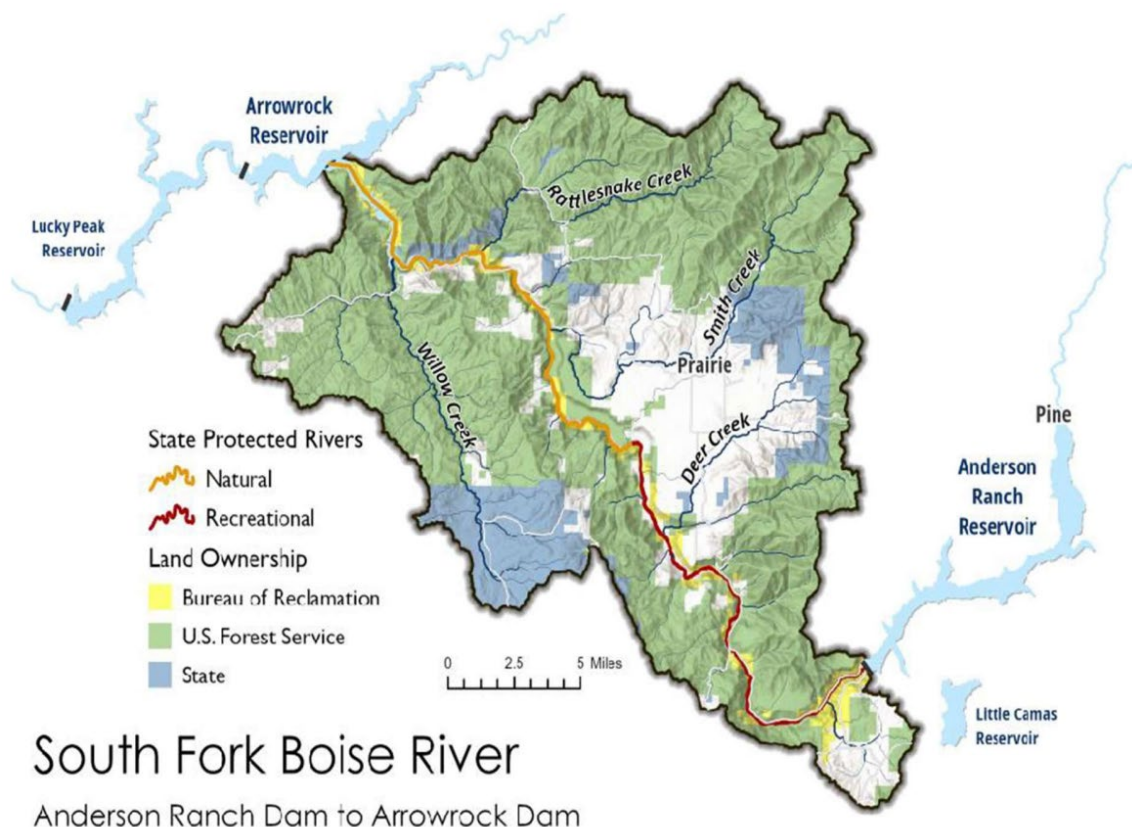 Arrowrock
Reservoir
Rattlesnake Creek
Lucky Peak
Reservoir
Smith Creek
Prairie
Willow Creek
Deer Creek
Pine
Anderson
Ranch
Reservoir
State Protected Rivers
Natural
Recreational
Land Ownership
Bureau of Reclamation
U.S. Forest Service
State
0 2.5 5 Miles
Little Camas
Reservoir
South Fork Boise River
Anderson Ranch Dam to Arrowrock Dam